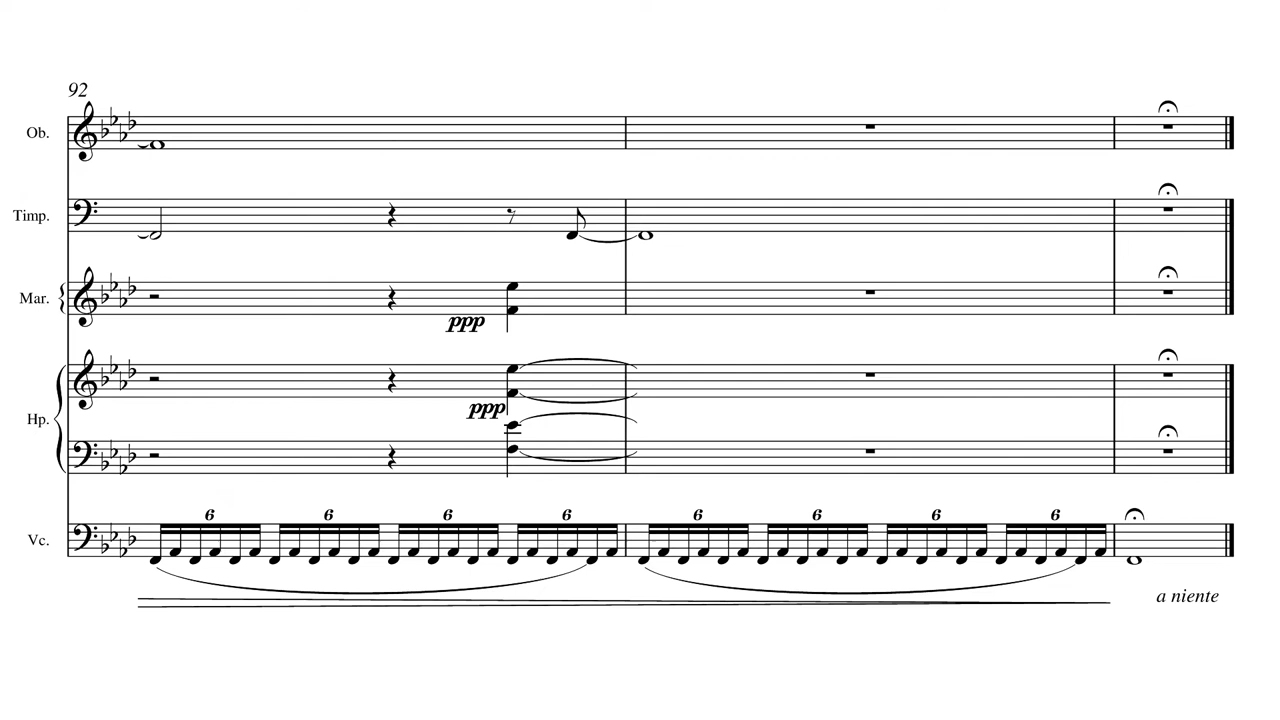 92
Ob.
Timp.
Mar.
ppp
Hp.
ppp
6 6 6 6 6 6 6 6
Vc.
a niente